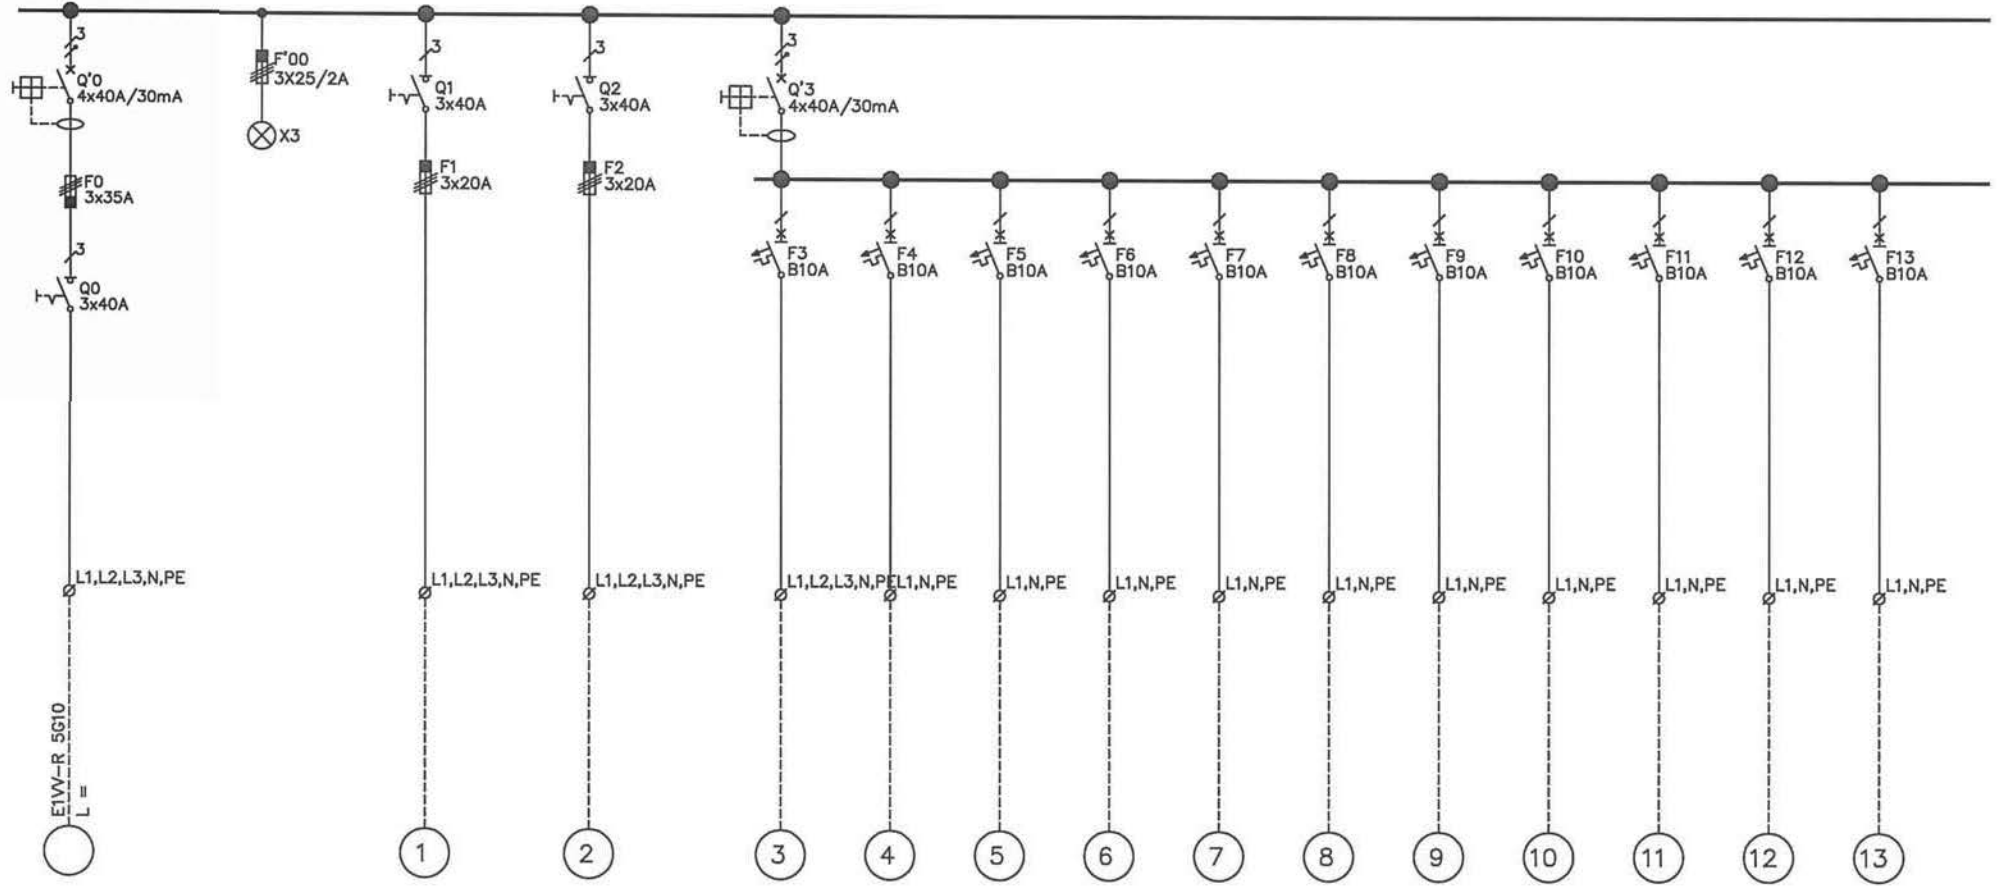 3
Q'0
4x40A/30mA
F0
3x35A
3
Q0
3x40A
L1,L2,L3,N,PE
E1VV-R 5G10
L =
F'00
3X25/2A
X3
3
Q1
3x40A
F1
3x20A
L1,L2,L3,N,PE
1
3
Q2
3x40A
F2
3x20A
L1,L2,L3,N,PE
2
3
Q'3
4x40A/30mA
F3
B10A
L1,L2,L3,N,PE
3
F4
B10A
L1,N,PE
4
F5
B10A
L1,N,PE
5
F6
B10A
L1,N,PE
6
F7
B10A
L1,N,PE
7
F8
B10A
L1,N,PE
8
F9
B10A
L1,N,PE
9
F10
B10A
L1,N,PE
10
F11
B10A
L1,N,PE
11
F12
B10A
L1,N,PE
12
F13
B10A
L1,N,PE
13